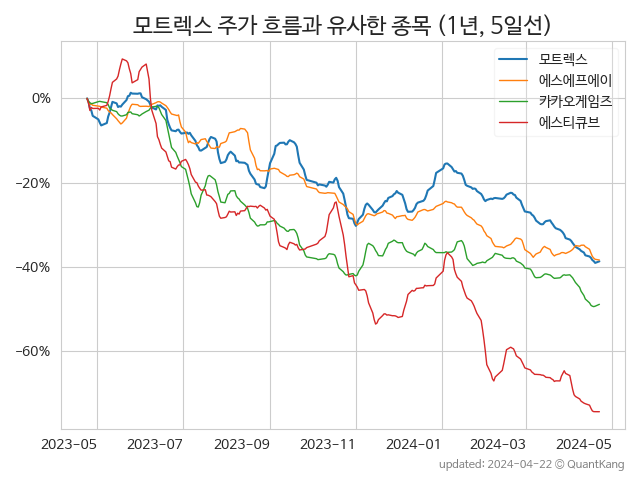 모트렉스 주가 흐름과 유사한 종목 (1년, 5일선)
모트렉스
에스에프에이
카카오게임즈
에스티큐브
0%
−20%
−40%
−60%
2023-05 2023-07 2023-09 2023-11 2024-01 2024-03 2024-05
updated: 2024-04-22 © QuantKang